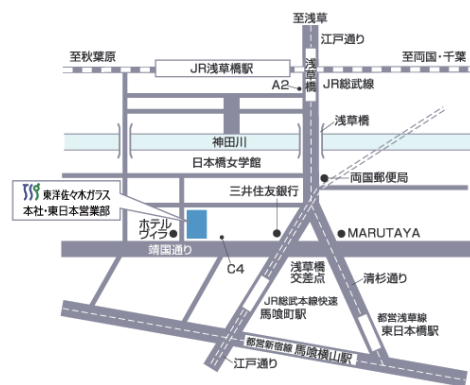 至浅草
江戸通り
至秋葉原
JR浅草橋駅
浅草橋
至両国・千葉
A2
JR総武線
浅草橋
神田川
日本橋女学館
両国郵便局
東洋佐々木ガラス
本社・東日本営業部
三井住友銀行
ホテル
ヴィラ
MARUTAYA
靖国通り
C4
浅草橋
交差点
清杉通り
JR総武本線快速
馬喰町駅
都営浅草線
東日本橋駅
都営新宿線 馬喰横山駅
江戸通り